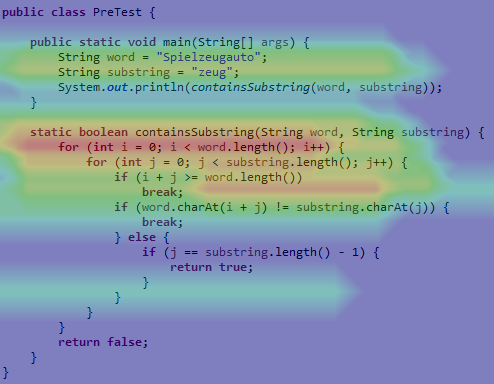 public class PreTest {
public static void main(String[] args) {
String word = "Spielzeugauto";
String substring = "zeug";
System.out.println(containsSubstring(word, substring));
}
static boolean containsSubstring(String word, String substring) {
for (int i = 0; i < word.length(); i++) {
for (int j = 0; j < substring.length(); j++) {
if (i + j >= word.length())
break;
if (word.charAt(i + j) != substring.charAt(j)) {
break;
} else {
if (j == substring.length() - 1) {
return true;
}
}
}
}
return false;
}
}